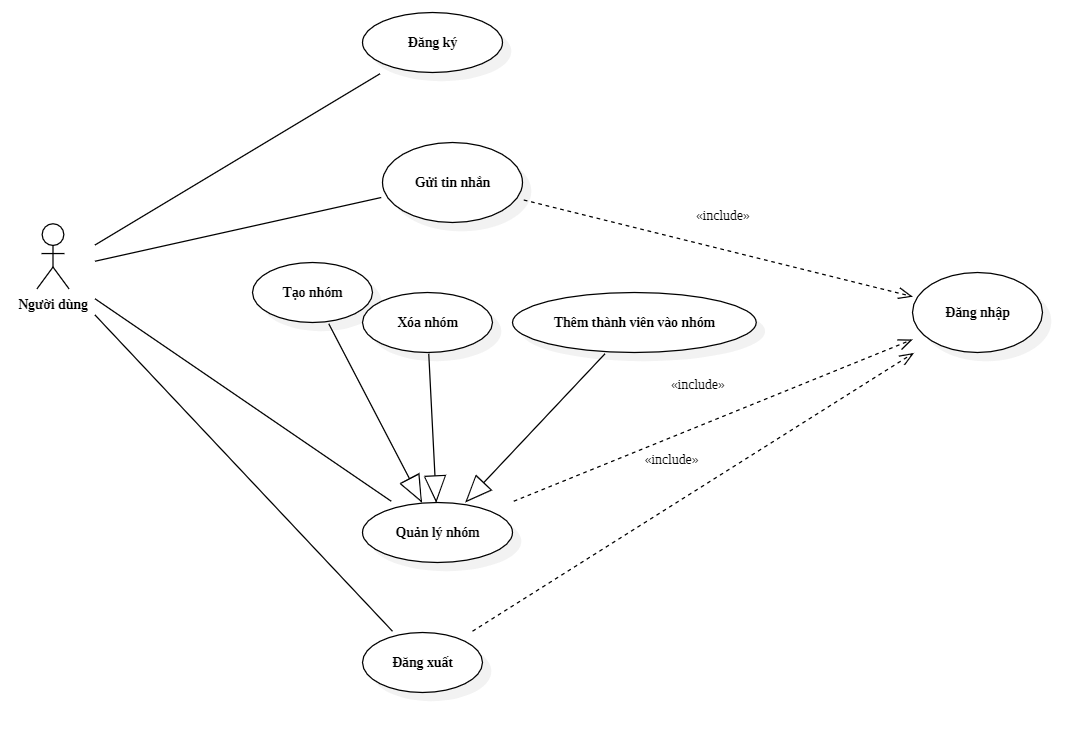 Đăng ký
Gửi tin nhắn
«include»
Người dùng
Tạo nhóm
Xóa nhóm
Thêm thành viên vào nhóm
Đăng nhập
«include»
«include»
Quản lý nhóm
Đăng xuất